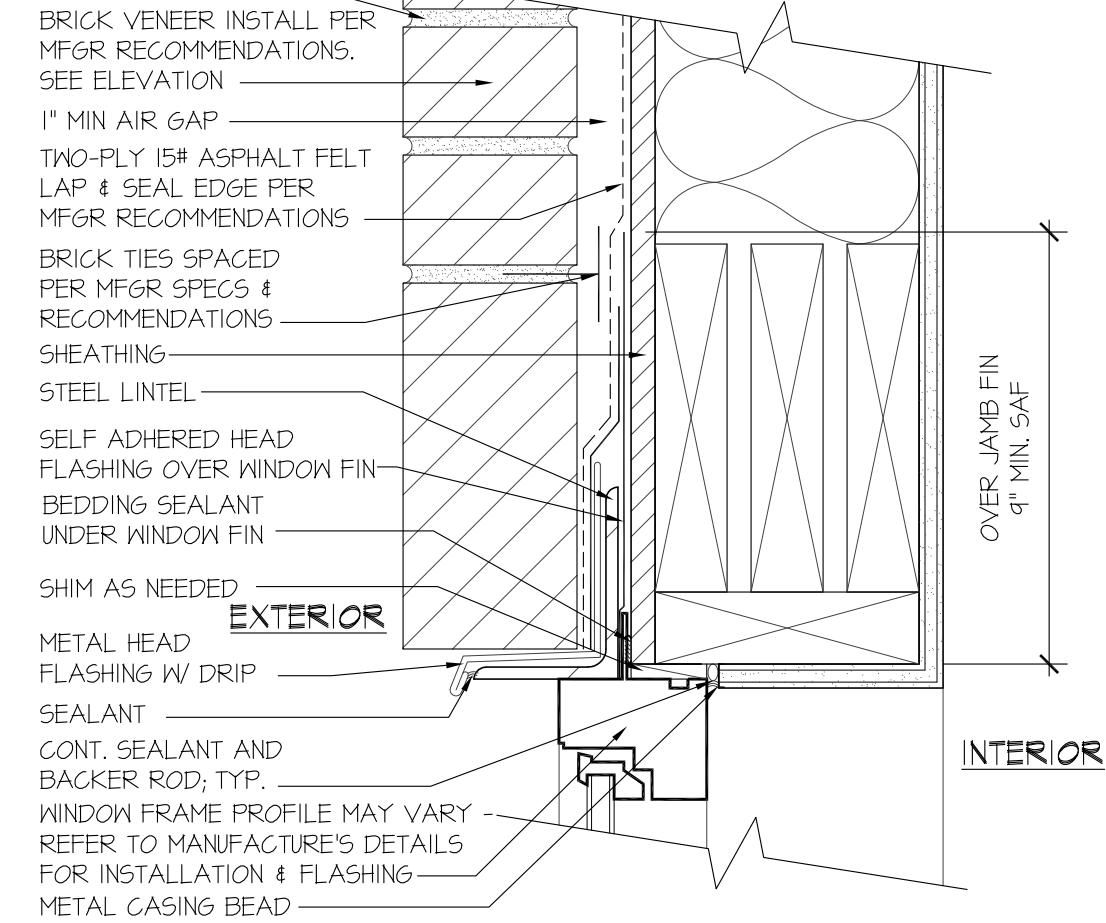 BRICK VENEER INSTALL PER
MFGR RECOMMENDATIONS.
SEE ELEVATION
1" MIN AIR GAP
TWO-PLY 15# ASPHALT FELT
LAP & SEAL EDGE PER
MFGR RECOMMENDATIONS
BRICK TIES SPACED
PER MFGR SPECS &
RECOMMENDATIONS
SHEATHING
STEEL LINTEL
SELF ADHERED HEAD
FLASHING OVER WINDOW FIN
BEDDING SEALANT
UNDER WINDOW FIN
SHIM AS NEEDED
EXTERIOR
METAL HEAD
FLASHING W/ DRIP
SEALANT
CONT. SEALANT AND
BACKER ROD; TYP.
WINDOW FRAME PROFILE MAY VARY -
REFER TO MANUFACTURE'S DETAILS
FOR INSTALLATION & FLASHING
METAL CASING BEAD
OVER JAMB FIN
9" MIN. SAF
INTERIOR